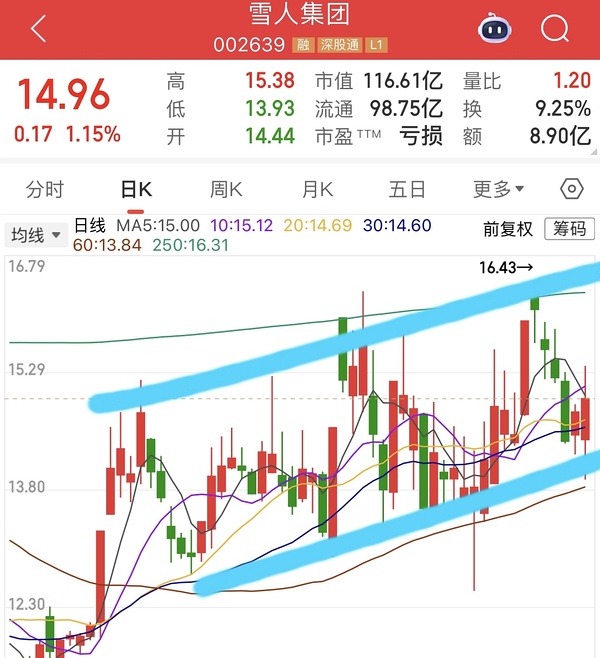 雪人集团
002639 融 深股通 L1
14.96
0.17 1.15%
高 15.38 市值 116.61亿 量比 1.20
低 13.93 流通 98.75亿 换 9.25%
开 14.44 市盈TTM 亏损 额 8.90亿
分时 日K 周K 月K 五日 更多
均线 日线 MA5:15.00 10:15.12 20:14.69 30:14.60
60:13.84 250:16.31
前复权 筹码
16.79
16.43→
15.29
13.80
12.30